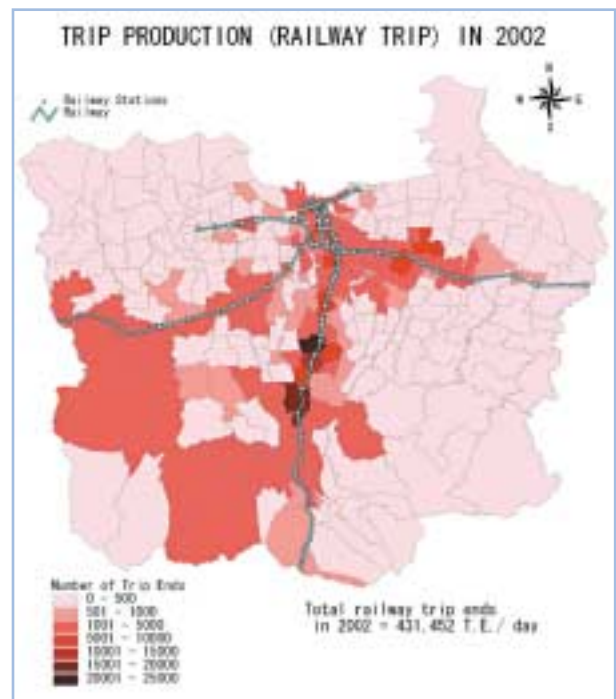 TRIP PRODUCTION (RAILWAY TRIP) IN 2002
N
W
E
S
Railway Stations
Railway
Number of Trip Ends
0 - 500
501 - 1000
1001 - 5000
5001 - 10000
10001 - 15000
15001 - 20000
20001 - 25000
Total railway trip ends
in 2002 = 431,452 T.E./ day